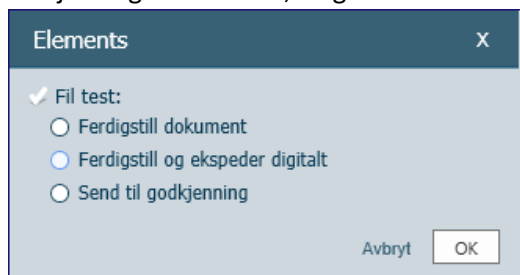 Elements X
Fil test:
Ferdigstill dokument
Ferdigstill og ekspeder digitalt
Send til godkjenning
Avbryt OK